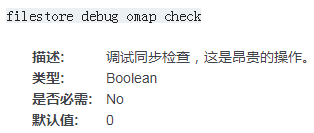 filestore debug omap check
描述: 调试同步检查，这是昂贵的操作。
类型: Boolean
是否必需: No
默认值: 0